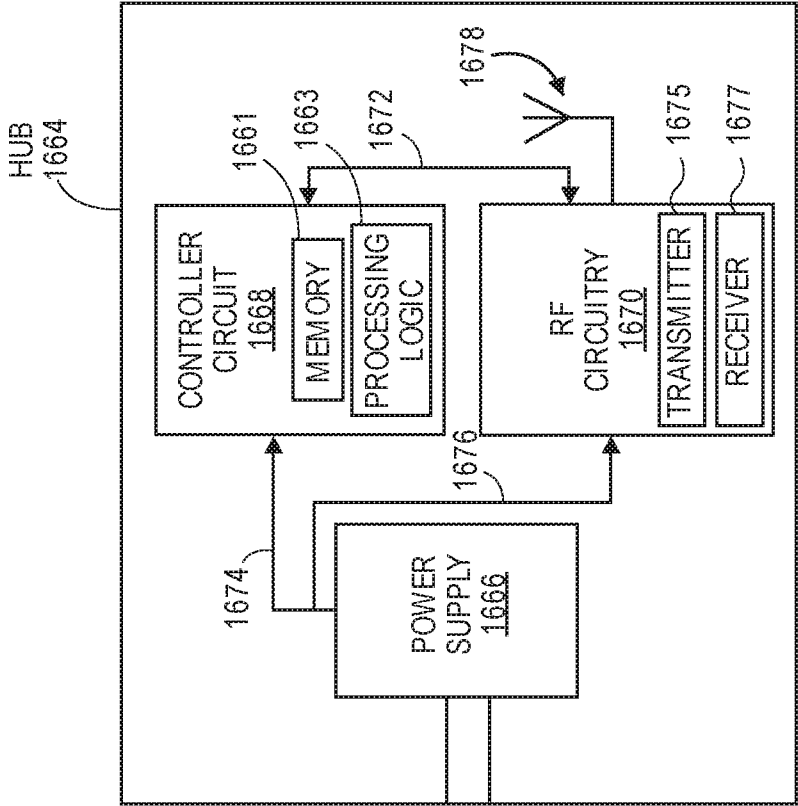 HUB
1664
CONTROLLER
CIRCUIT
1668
MEMORY
PROCESSING
LOGIC
1661
1663
1672
1678
1674
1676
POWER
SUPPLY
1666
RF
CIRCUITRY
1670
TRANSMITTER
RECEIVER
1675
1677